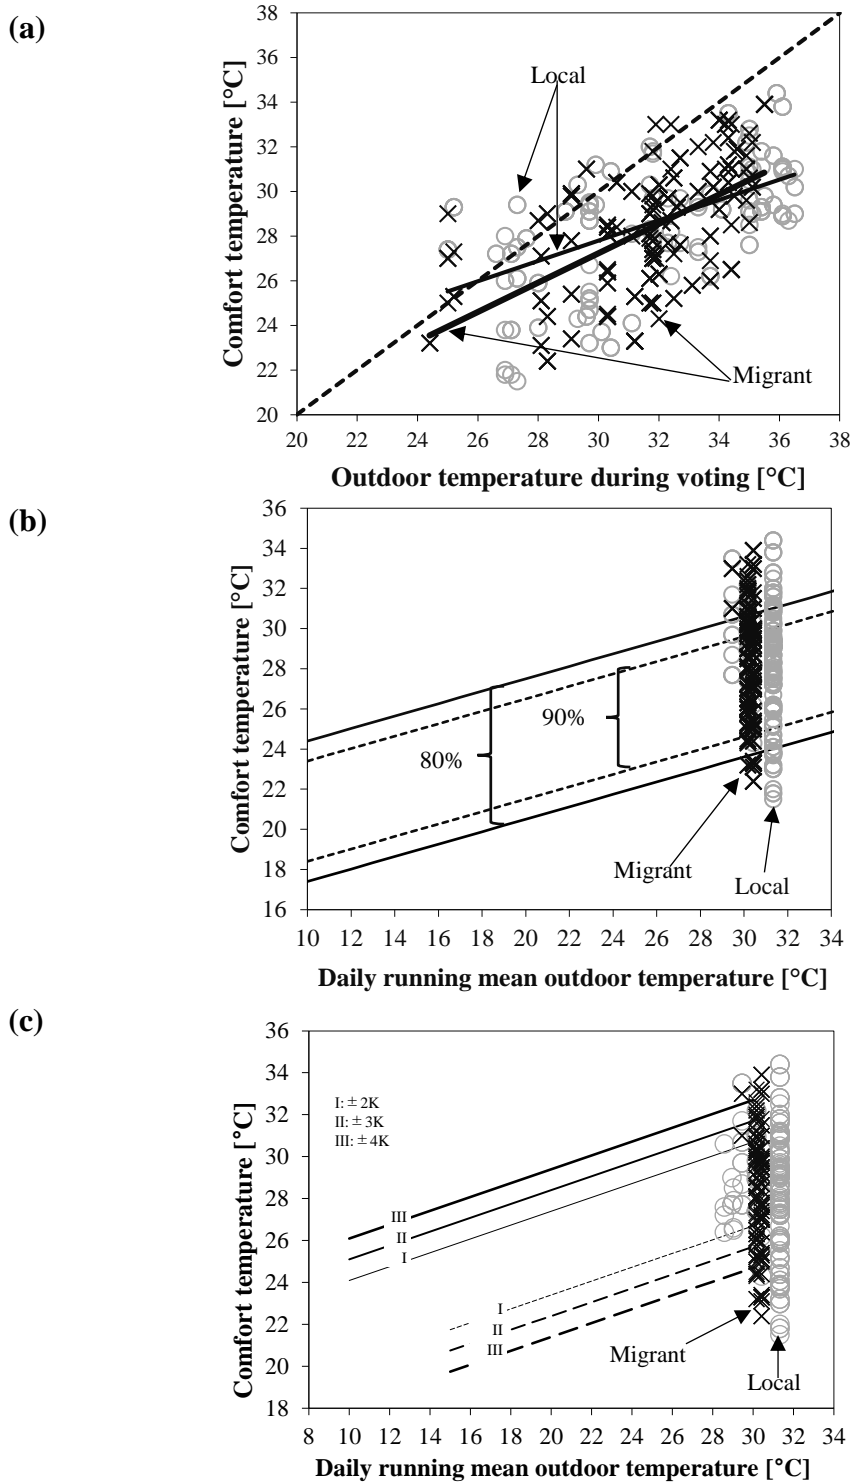 (a)
38
36
34
32
30
28
26
24
22
20
Comfort temperature [°C]
Local
Migrant
20 22 24 26 28 30 32 34 36 38
Outdoor temperature during voting [°C]
(b)
36
34
32
30
28
26
24
22
20
18
16
Comfort temperature [°C]
90%
80%
Migrant
Local
10 12 14 16 18 20 22 24 26 28 30 32 34
Daily running mean outdoor temperature [°C]
(c)
36
34
32
30
28
26
24
22
20
18
Comfort temperature [°C]
I: ± 2K
II: ± 3K
III: ± 4K
III
II
I
I
II
III
Migrant
Local
8 10 12 14 16 18 20 22 24 26 28 30 32 34
Daily running mean outdoor temperature [°C]